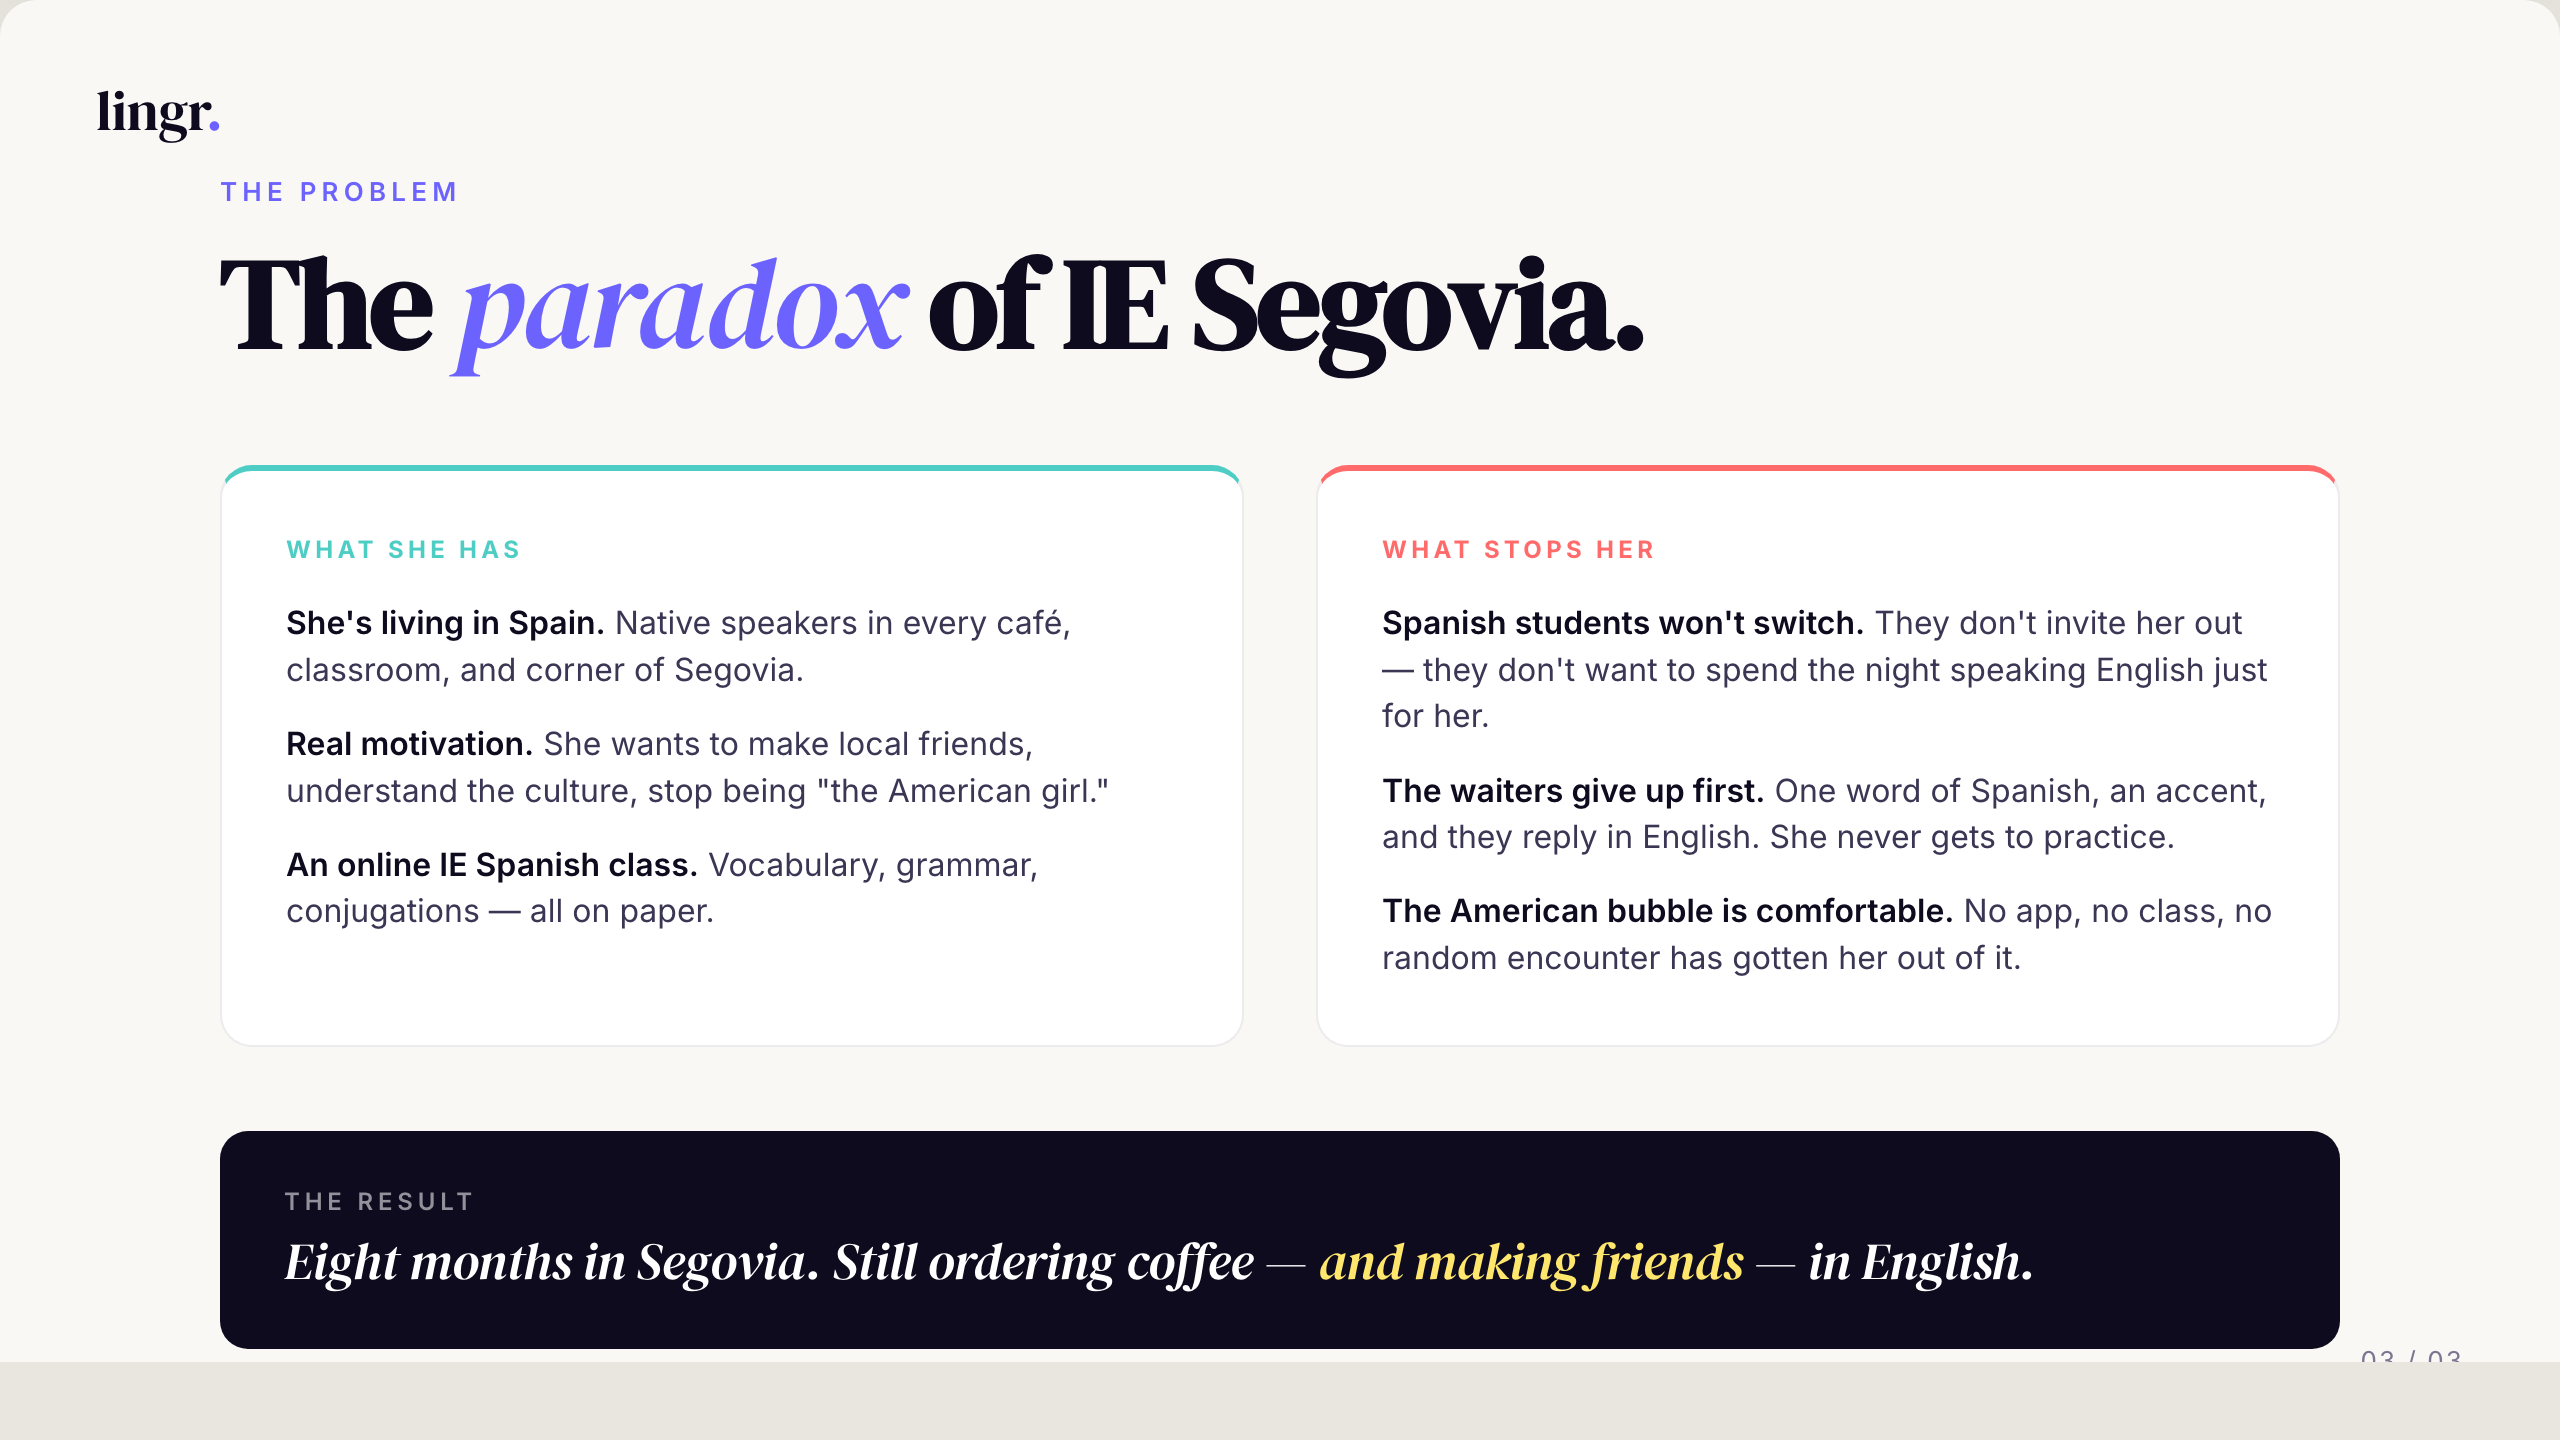 lingr.
THE PROBLEM
The paradox of IE Segovia.
WHAT SHE HAS
She's living in Spain. Native speakers in every café,
classroom, and corner of Segovia.
Real motivation. She wants to make local friends,
understand the culture, stop being "the American girl."
An online IE Spanish class. Vocabulary, grammar,
conjugations — all on paper.
WHAT STOPS HER
Spanish students won't switch. They don't invite her out
— they don't want to spend the night speaking English just
for her.
The waiters give up first. One word of Spanish, an accent,
and they reply in English. She never gets to practice.
The American bubble is comfortable. No app, no class, no
random encounter has gotten her out of it.
THE RESULT
Eight months in Segovia. Still ordering coffee — and making friends — in English.
03 / 03